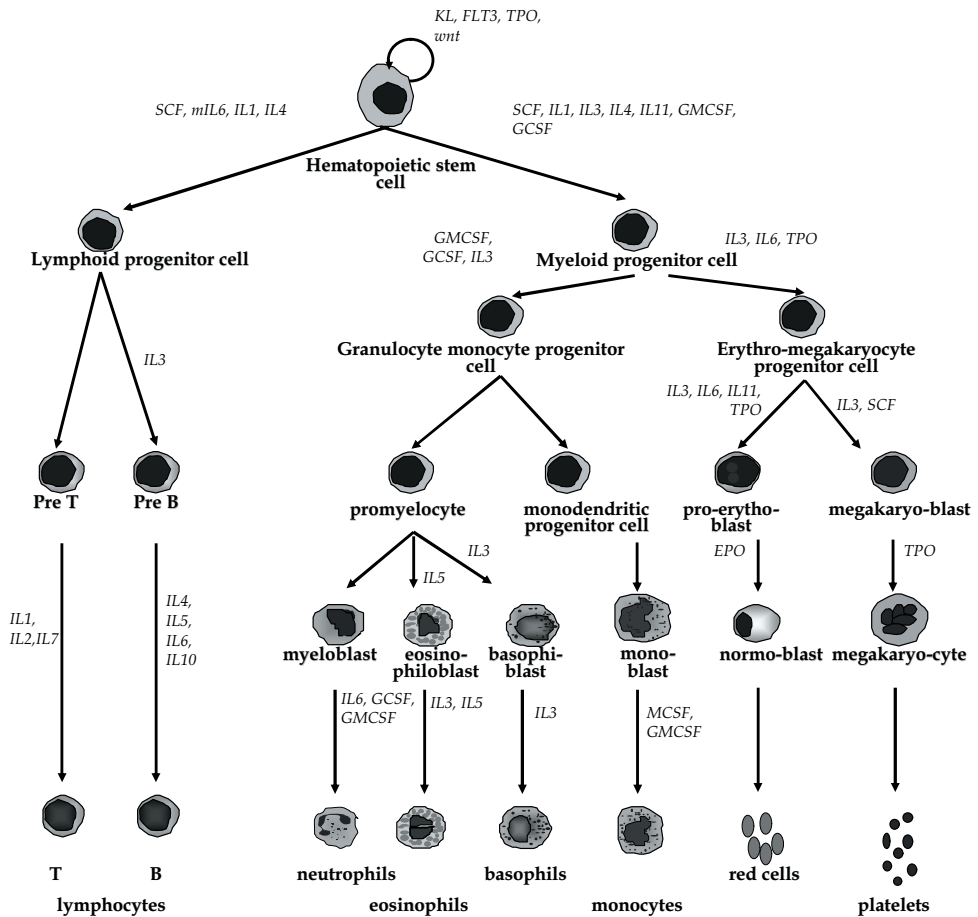 KL, FLT3, TPO,
wnt
SCF, mIL6, IL1, IL4
SCF, IL1, IL3, IL4, IL11, GMCSF,
GCSF
Hematopoietic stem
cell
Lymphoid progenitor cell
GMCSF,
GCSF, IL3
Myeloid progenitor cell
IL3, IL6, TPO
IL3
Granulocyte monocyte progenitor
cell
Erythro-megakaryocyte
progenitor cell
IL3, IL6, IL11,
TPO
IL3, SCF
Pre T
Pre B
promyelocyte
monodendritic
progenitor cell
pro-erytho-
blast
megakaryo-blast
IL5
IL3
EPO
TPO
IL1,
IL2,IL7
IL4,
IL5,
IL6,
IL10
myeloblast
eosino-
philoblast
basophi-
blast
mono-
blast
normo-blast
megakaryo-cyte
IL6, GCSF,
GMCSF
IL3, IL5
IL3
MCSF,
GMCSF
T
B
lymphocytes
neutrophils
eosinophils
basophils
monocytes
red cells
platelets